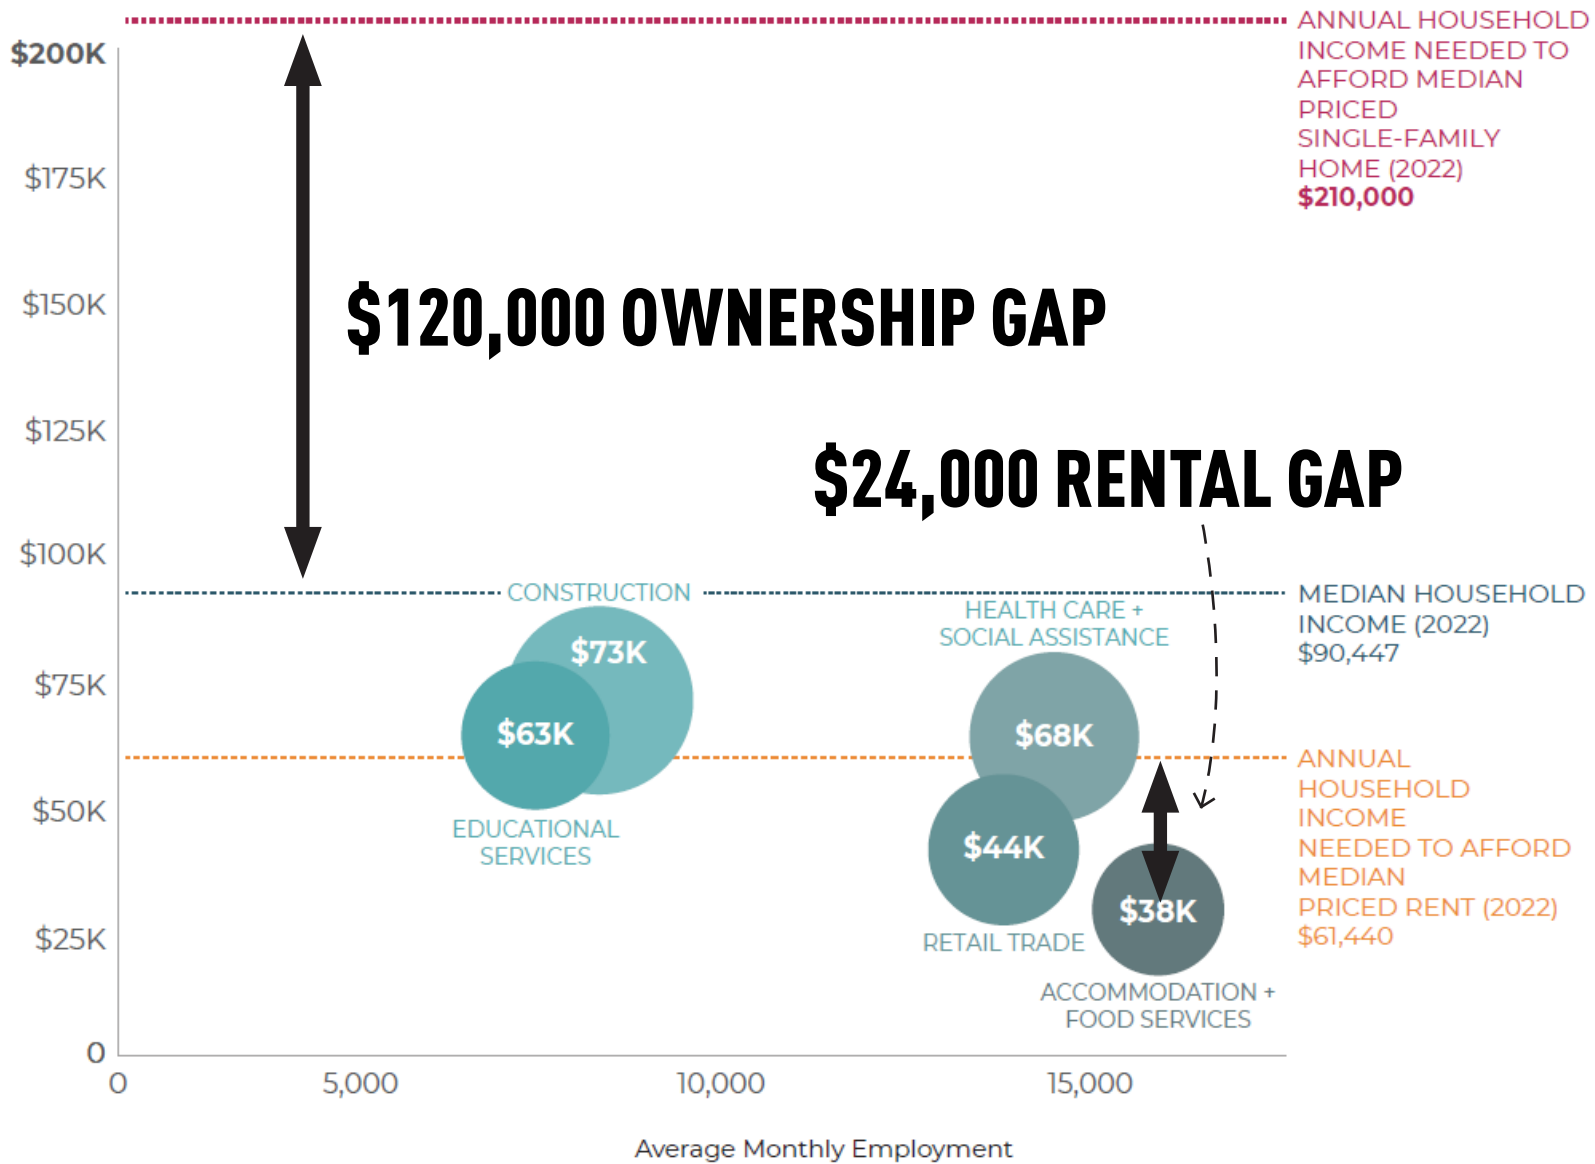 ANNUAL HOUSEHOLD
INCOME NEEDED TO
AFFORD MEDIAN
PRICED
SINGLE-FAMILY
HOME (2022)
$210,000
$200K
$175K
$150K
$125K
$100K
$75K
$50K
$25K
0
$120,000 OWNERSHIP GAP
$24,000 RENTAL GAP
CONSTRUCTION
$73K
$63K
EDUCATIONAL
SERVICES
HEALTH CARE +
SOCIAL ASSISTANCE
$68K
$44K
RETAIL TRADE
$38K
ACCOMMODATION +
FOOD SERVICES
MEDIAN HOUSEHOLD
INCOME (2022)
$90,447
ANNUAL
HOUSEHOLD
INCOME
NEEDED TO AFFORD
MEDIAN
PRICED RENT (2022)
$61,440
0
5,000
10,000
15,000
Average Monthly Employment